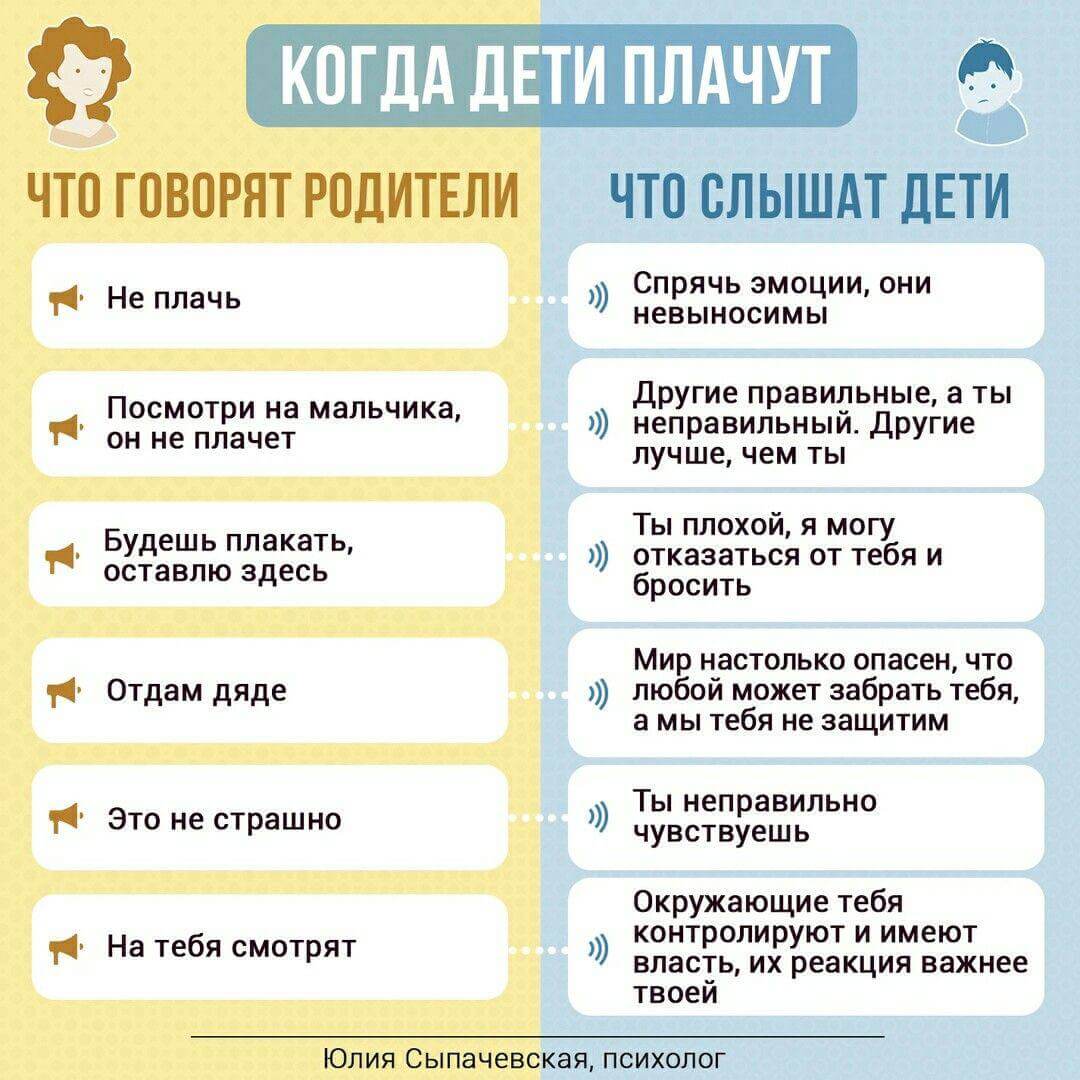 КОГДА ДЕТИ ПЛАЧУТ
ЧТО ГОВОРЯТ РОДИТЕЛИ
ЧТО СЛЫШАТ ДЕТИ
Не плачь
Спрячь эмоции, они
невыносимы
Посмотри на мальчика,
он не плачет
Другие правильные, а ты
неправильный. Другие
лучше, чем ты
Будешь плакать,
оставлю здесь
Ты плохой, я могу
отказаться от тебя и
бросить
Отдам дяде
Мир настолько опасен, что
любой может забрать тебя,
а мы тебя не защитим
Это не страшно
Ты неправильно
чувствуешь
На тебя смотрят
Окружающие тебя
контролируют и имеют
власть, их реакция важнее
твоей
Юлия Сыпачевская, психолог